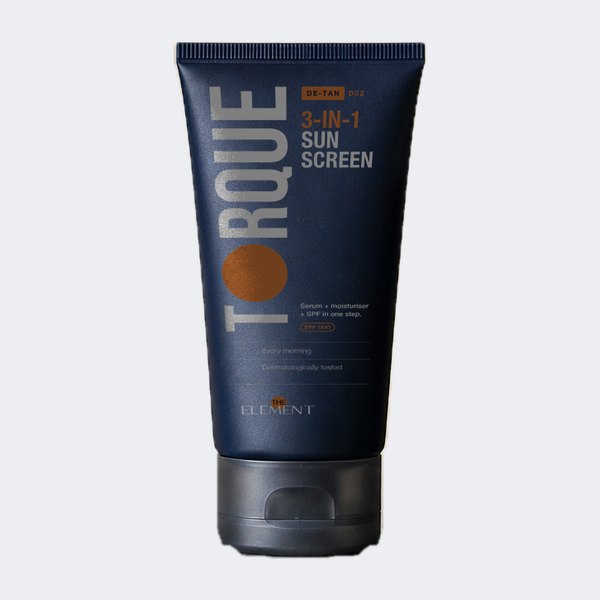 TORQUE
DE-TAN D02
3-IN-1
SUN
SCREEN
Serum + moisturiser
+ SPF in one step.
Every morning
Dermatologically tested
THE
ELEMENT